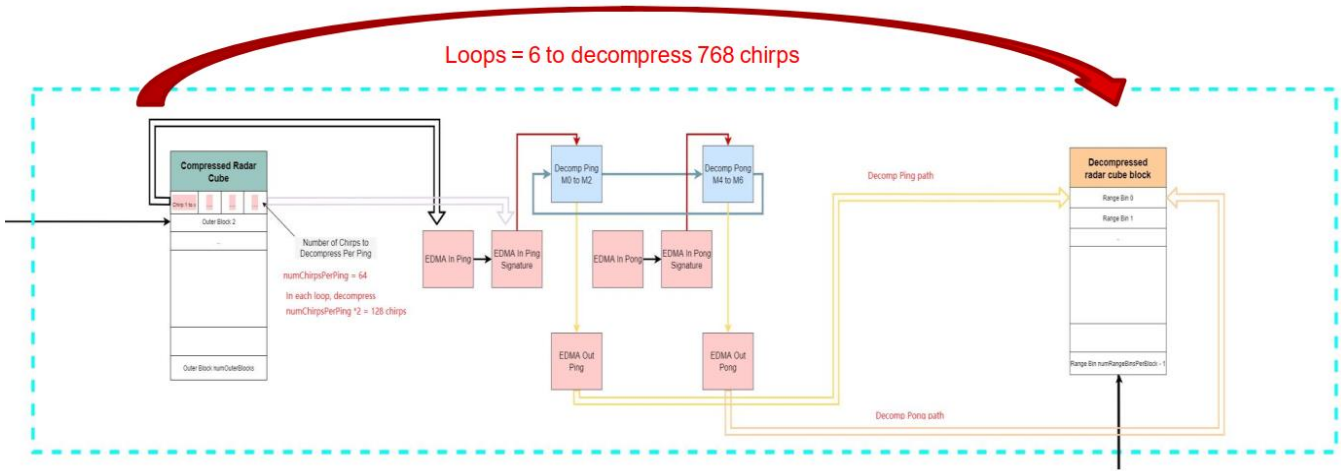 Loops = 6 to decompress 768 chirps
Compressed Radar
Cube
Chirp 1 to x
Outer Block 2
...
Outer Block numOuterBlocks
Number of Chirps to
Decompress Per Ping
numChirpsPerPing = 64
In each loop, decompress
numChirpsPerPing *2 = 128 chirps
EDMA In Ping
EDMA In Ping
Signature
Decomp Ping
M0 to M2
EDMA In Pong
EDMA In Pong
Signature
Decomp Pong
M4 to M6
EDMA Out
Ping
EDMA Out
Pong
Decomp Ping path
Decomp Pong path
Decompressed
radar cube block
Range Bin 0
Range Bin 1
...
Range Bin numRangeBinsPerBlock - 1